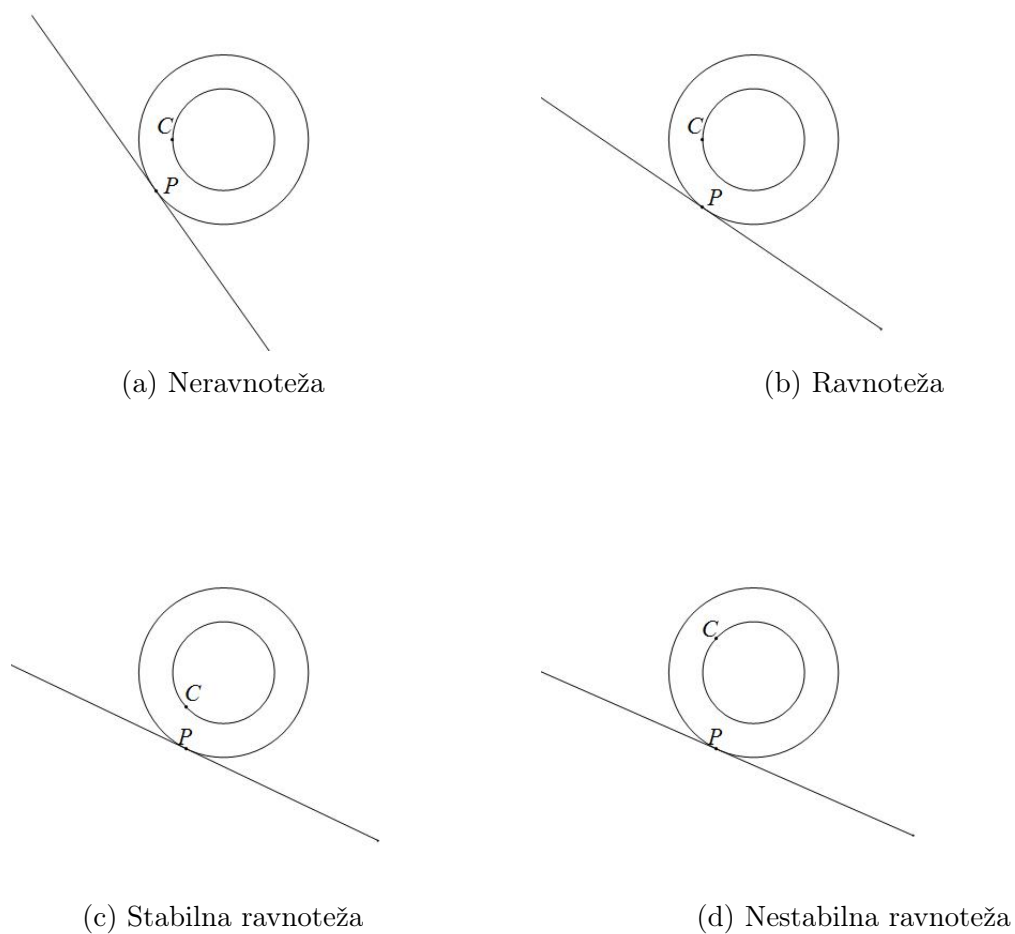 C
P
(a) Neravnoteža
C
P
(b) Ravnoteža
C
P
(c) Stabilna ravnoteža
C
P
(d) Nestabilna ravnoteža